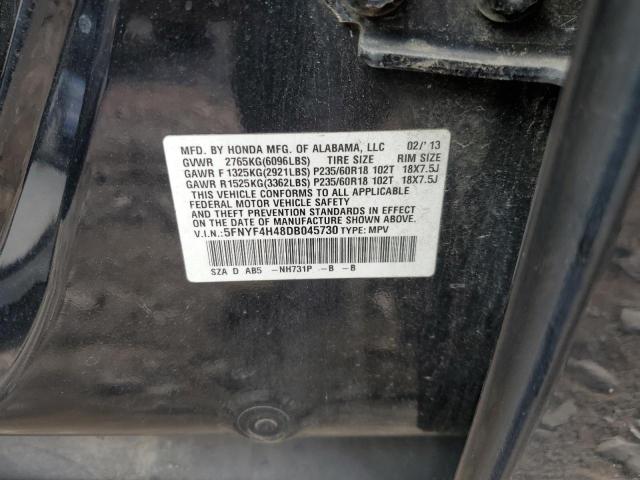 MFD. BY HONDA MFG. OF ALABAMA, LLC 02/'13
GVWR 2765KG(6096LBS) TIRE SIZE RIM SIZE
GAWR F 1325KG(2921LBS) P235/60R18 102T 18X7.5J
GAWR R 1525KG(3362LBS) P235/60R18 102T 18X7.5J
THIS VEHICLE CONFORMS TO ALL APPLICABLE
FEDERAL MOTOR VEHICLE SAFETY
STANDARDS IN EFFECT
ON THE DATE OF MANUFACTURE SHOWN ABOVE.
V.I.N.:5FNYF4H48DB045730 TYPE: MPV
SZA D AB5 -NH731P -B -B